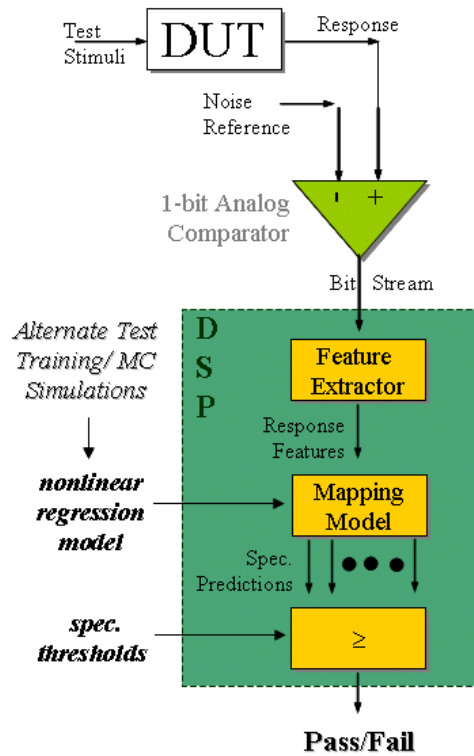 Test
Stimuli
DUT
Response
Noise
Reference
- +
1-bit Analog
Comparator
Bit Stream
D
S
P
Alternate Test
Training/ MC
Simulations
Feature
Extractor
Response
Features
nonlinear
regression
model
Mapping
Model
Spec.
Predictions
spec.
thresholds
≥
Pass/Fail